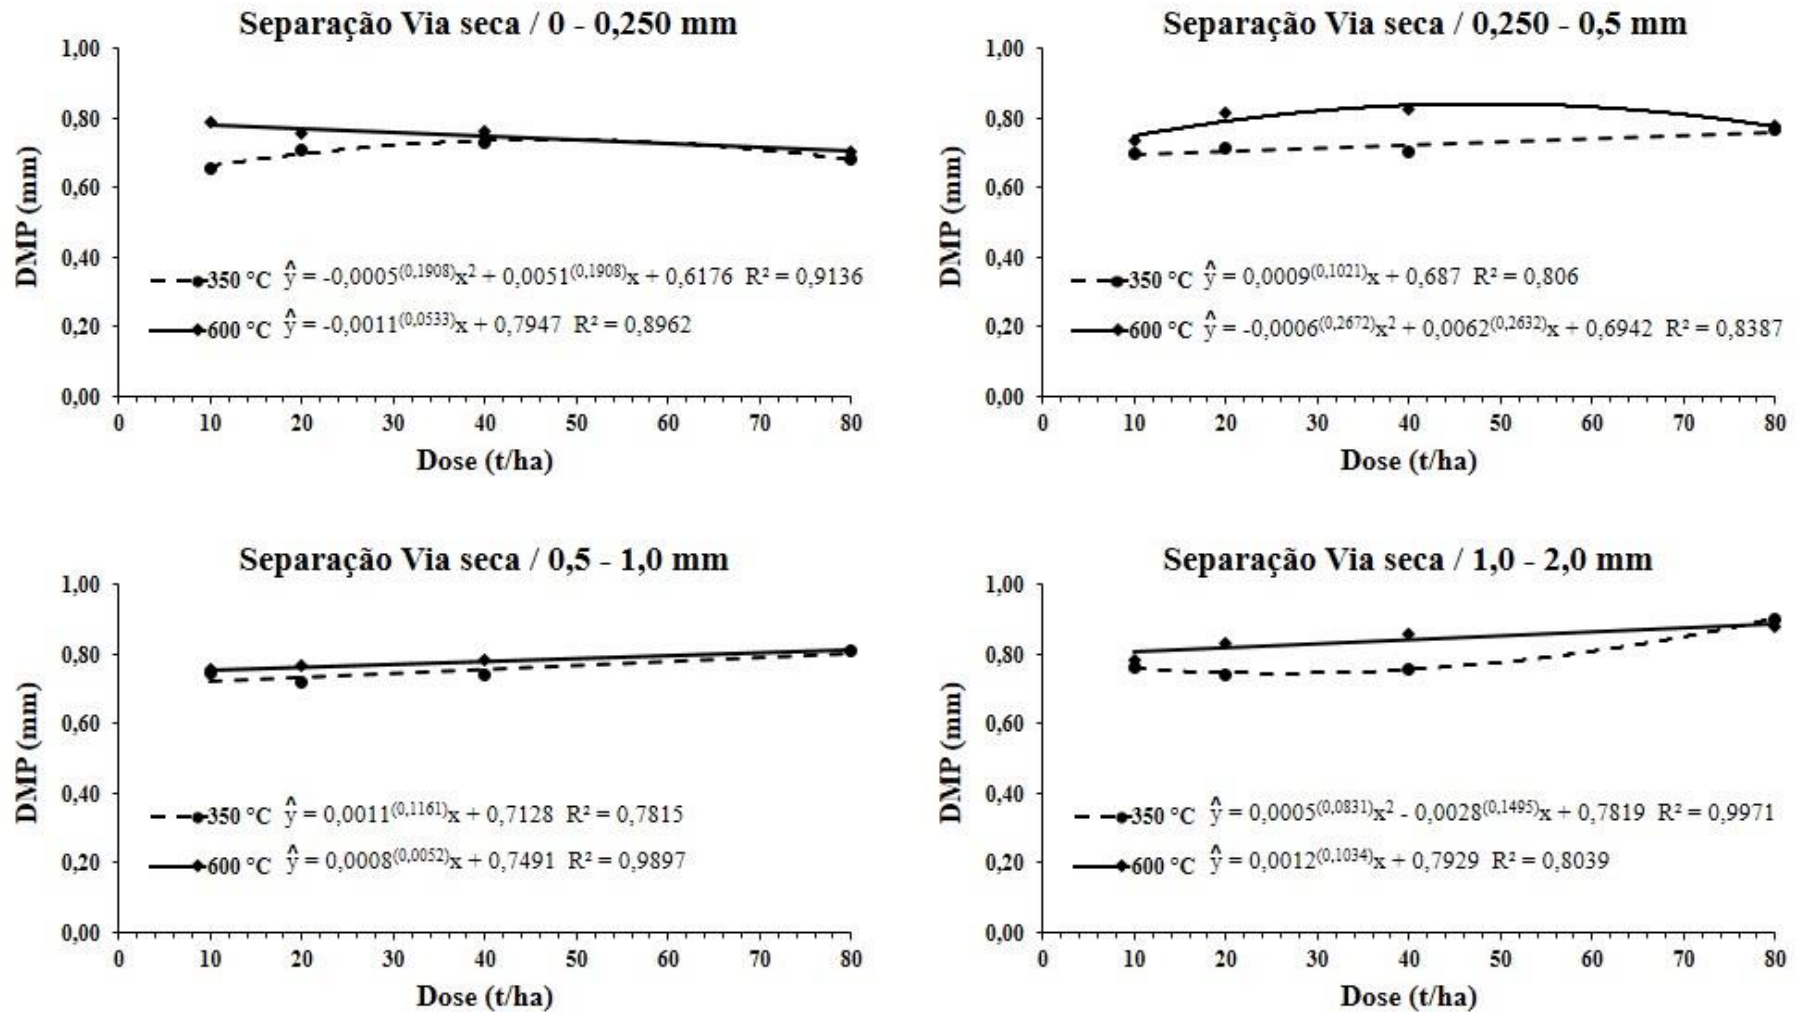 Separação Via seca / 0 - 0,250 mm
1,00
0,80
0,60
0,40
0,20
0,00
DMP (mm)
350 °C ŷ = -0,0005(0,1908)x² + 0,0051(0,1908)x + 0,6176 R² = 0,9136
600 °C ŷ = -0,0011(0,0533)x + 0,7947 R² = 0,8962
0 10 20 30 40 50 60 70 80
Dose (t/ha)
Separação Via seca / 0,250 - 0,5 mm
1,00
0,80
0,60
0,40
0,20
0,00
DMP (mm)
350 °C ŷ = 0,0009(0,1021)x + 0,687 R² = 0,806
600 °C ŷ = -0,0006(0,2672)x² + 0,0062(0,2632)x + 0,6942 R² = 0,8387
0 10 20 30 40 50 60 70 80
Dose (t/ha)
Separação Via seca / 0,5 - 1,0 mm
1,00
0,80
0,60
0,40
0,20
0,00
DMP (mm)
350 °C ŷ = 0,0011(0,1161)x + 0,7128 R² = 0,7815
600 °C ŷ = 0,0008(0,0052)x + 0,7491 R² = 0,9897
0 10 20 30 40 50 60 70 80
Dose (t/ha)
Separação Via seca / 1,0 - 2,0 mm
1,00
0,80
0,60
0,40
0,20
0,00
DMP (mm)
350 °C ŷ = 0,0005(0,0831)x² - 0,0028(0,1495)x + 0,7819 R² = 0,9971
600 °C ŷ = 0,0012(0,1034)x + 0,7929 R² = 0,8039
0 10 20 30 40 50 60 70 80
Dose (t/ha)